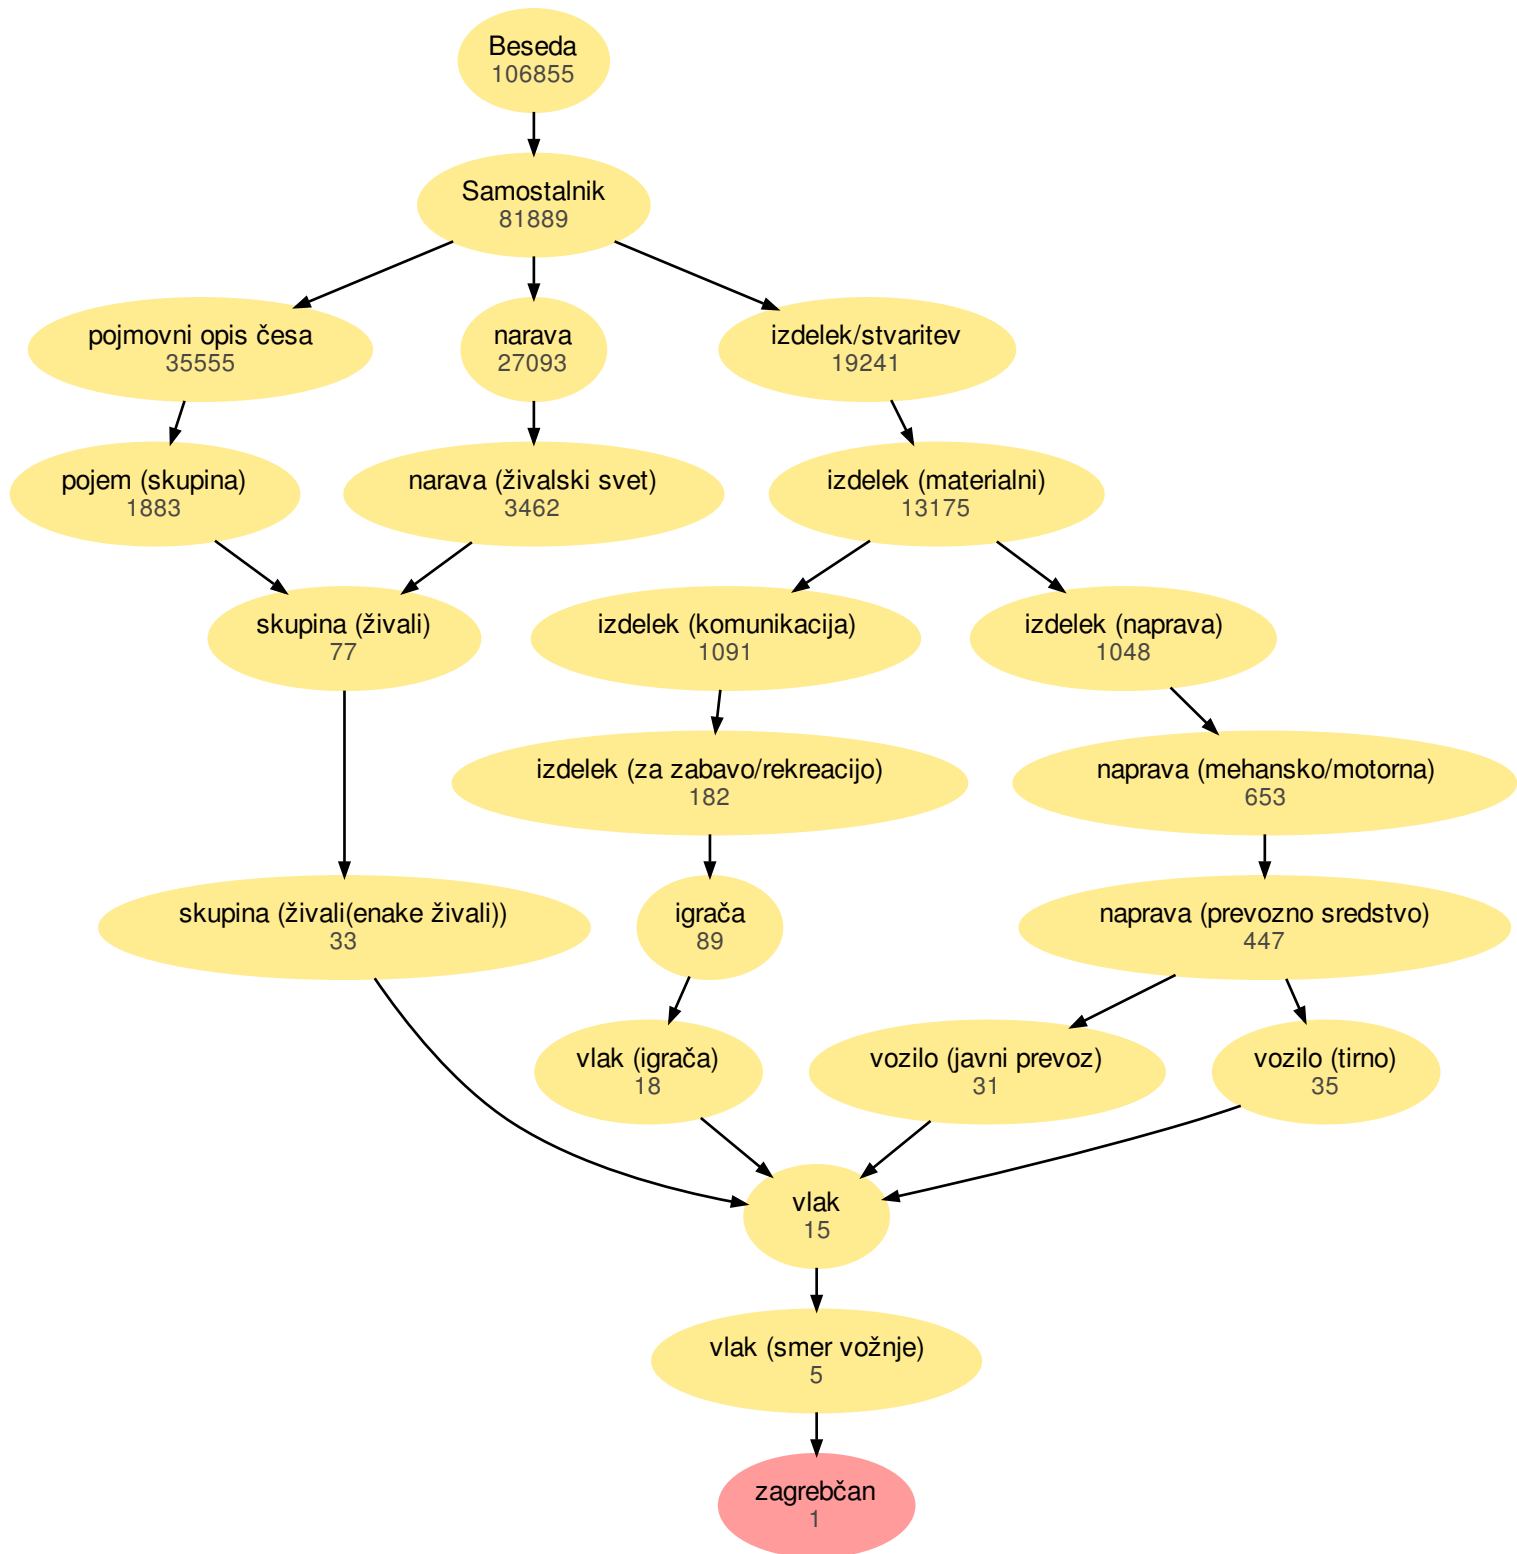 Beseda
106855
Samostalnik
81889
pojmovni opis česa
35555
narava
27093
izdelek/stvaritev
19241
pojem (skupina)
1883
narava (živalski svet)
3462
izdelek (materialni)
13175
skupina (živali)
77
izdelek (komunikacija)
1091
izdelek (naprava)
1048
izdelek (za zabavo/rekreacijo)
182
naprava (mehansko/motorna)
653
skupina (živali(enake živali))
33
igrača
89
naprava (prevozno sredstvo)
447
vlak (igrača)
18
vozilo (javni prevoz)
31
vozilo (tirno)
35
vlak
15
vlak (smer vožnje)
5
zagrebčan
1